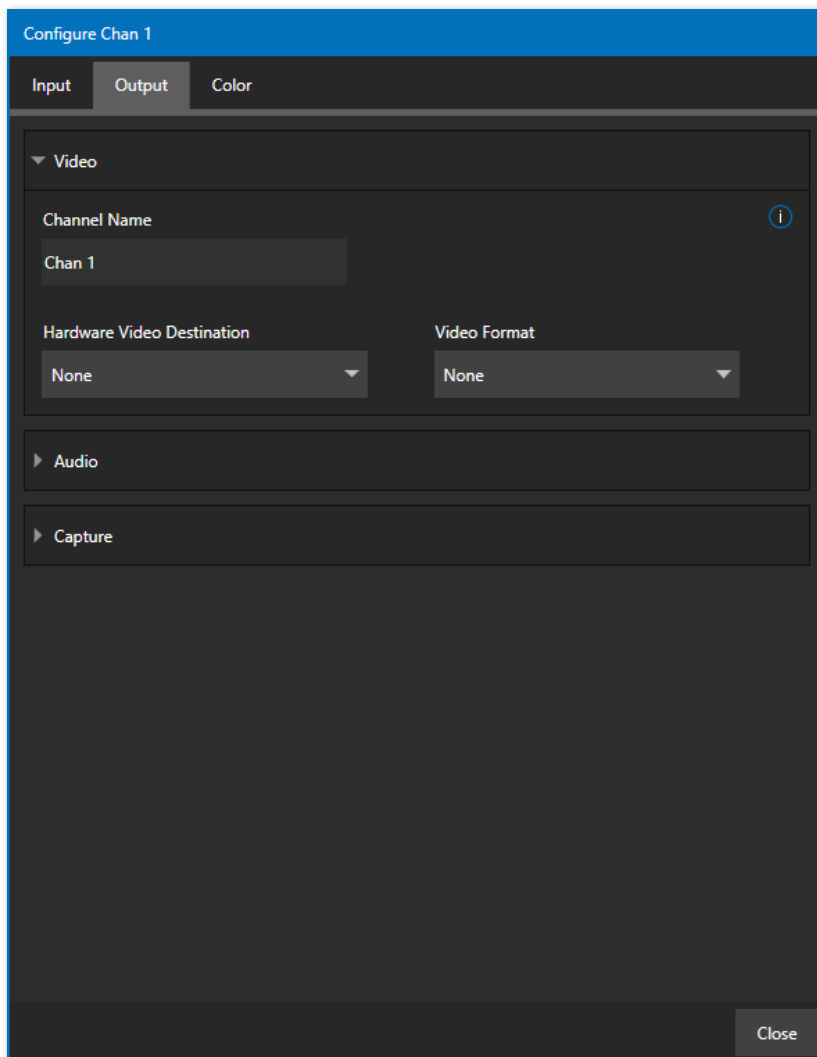 Configure Chan 1
Input Output Color
Video
Channel Name
i
Chan 1
Hardware Video Destination Video Format
None None
Audio
Capture
Close